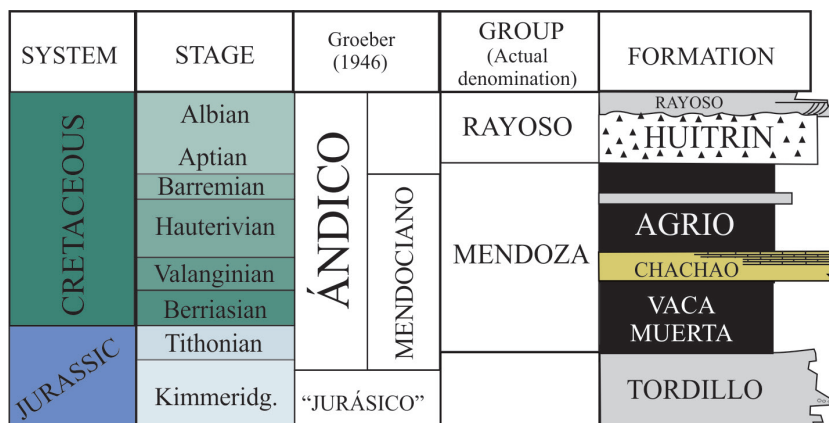 SYSTEM
STAGE
Groeber
(1946)
GROUP
(Actual
denomination)
FORMATION
CRETACEOUS
JURASSIC
Albian
Aptian
Barremian
Hauterivian
Valanginian
Berriasian
Tithonian
Kimmeridg.
ÁNDICO
MENDOCIANO
“JURÁSICO”
RAYOSO
MENDOZA
RAYOSO
HUITRIN
AGRIO
CHACHAO
VACA
MUERTA
TORDILLO